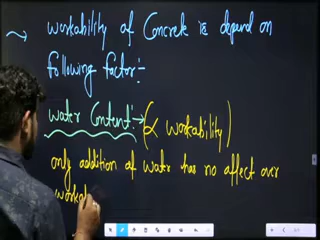 → workability of Concrete is depend on
following factor:-
water Content:→ (∝ workability)
only addition of water has no affect over
workab